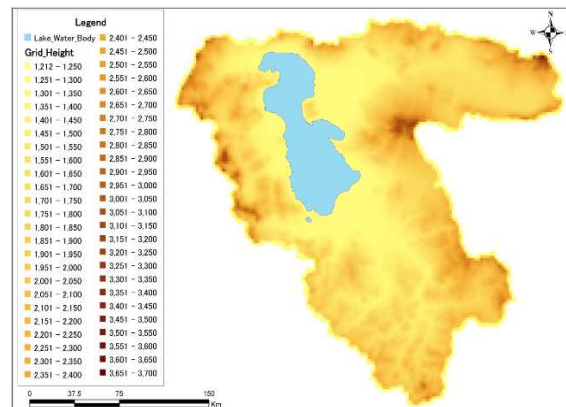 Legend
Lake_Water_Body
Grid_Height
1,212 - 1,250
1,251 - 1,300
1,301 - 1,350
1,351 - 1,400
1,401 - 1,450
1,451 - 1,500
1,501 - 1,550
1,551 - 1,600
1,601 - 1,650
1,651 - 1,700
1,701 - 1,750
1,751 - 1,800
1,801 - 1,850
1,851 - 1,900
1,901 - 1,950
1,951 - 2,000
2,001 - 2,050
2,051 - 2,100
2,101 - 2,150
2,151 - 2,200
2,201 - 2,250
2,251 - 2,300
2,301 - 2,350
2,351 - 2,400
2,401 - 2,450
2,451 - 2,500
2,501 - 2,550
2,551 - 2,600
2,601 - 2,650
2,651 - 2,700
2,701 - 2,750
2,751 - 2,800
2,801 - 2,850
2,851 - 2,900
2,901 - 2,950
2,951 - 3,000
3,001 - 3,050
3,051 - 3,100
3,101 - 3,150
3,151 - 3,200
3,201 - 3,250
3,251 - 3,300
3,301 - 3,350
3,351 - 3,400
3,401 - 3,450
3,451 - 3,500
3,501 - 3,550
3,551 - 3,600
3,601 - 3,650
3,651 - 3,700
N
W E
S
0 37.5 75 150
Km